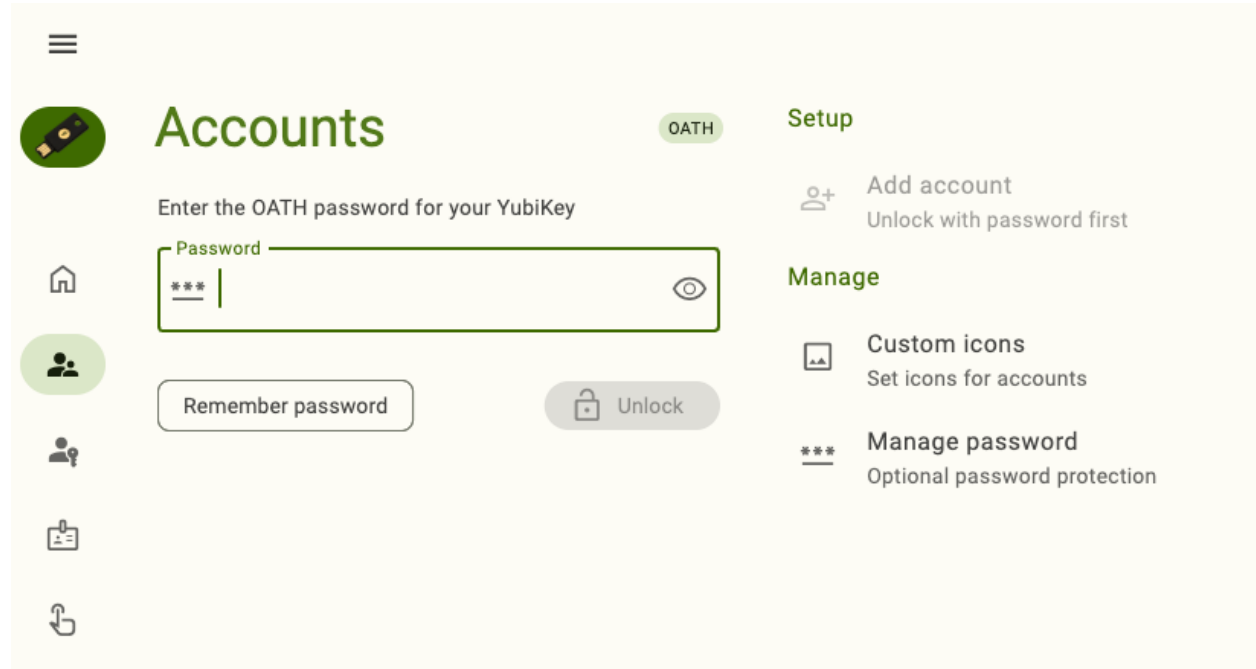 Accounts
OATH
Enter the OATH password for your YubiKey
Password
***
Remember password
Unlock
Setup
Add account
Unlock with password first
Manage
Custom icons
Set icons for accounts
***
Manage password
Optional password protection